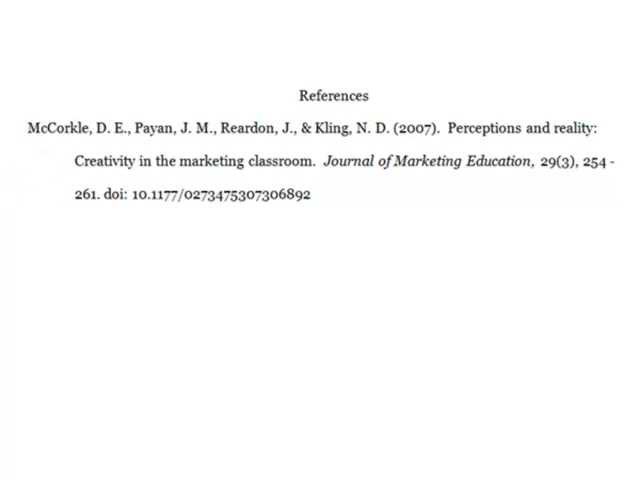 References
McCorkle, D. E., Payan, J. M., Reardon, J., & Kling, N. D. (2007).  Perceptions and reality:
Creativity in the marketing classroom.  Journal of Marketing Education, 29(3), 254 -
261. doi: 10.1177/0273475307306892